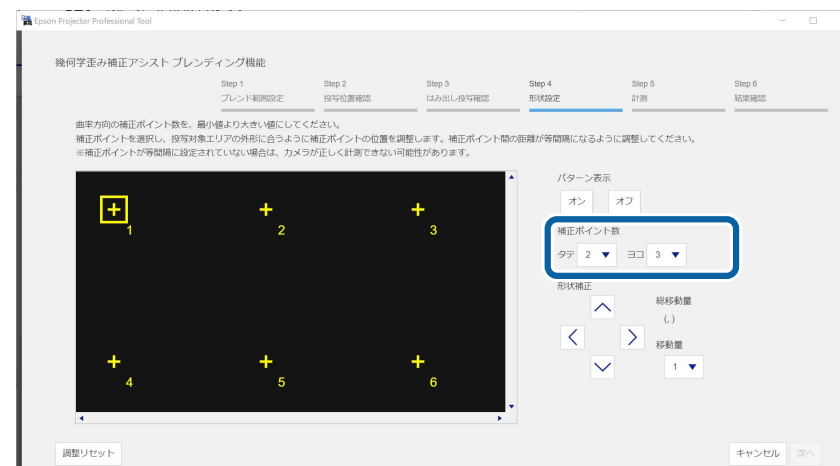 Epson Projector Professional Tool
幾何学歪み補正アシスト ブレンディング機能
Step 1
ブレンド範囲設定
Step 2
投写位置確認
Step 3
はみ出し投写確認
Step 4
形状設定
Step 5
計測
Step 6
結果確認
曲率方向の補正ポイント数を、最小値より大きい値にしてください。
補正ポイントを選択し、投写対象エリアの外形に合うように補正ポイントの位置を調整します。補正ポイント間の距離が等間隔になるように調整してください。
※補正ポイントが等間隔に設定されていない場合は、カメラが正しく計測できない可能性があります。
1
2
3
4
5
6
パターン表示
オン オフ
補正ポイント数
タテ 2 ヨコ 3
形状補正
総移動量
(, )
移動量
1
調整リセット
キャンセル 次へ